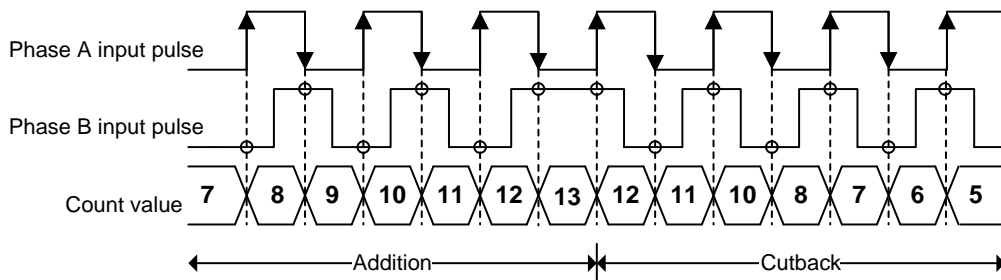 Phase A input pulse
Phase B input pulse
Count value 7 8 9 10 11 12 13 12 11 10 8 7 6 5
Addition Cutback